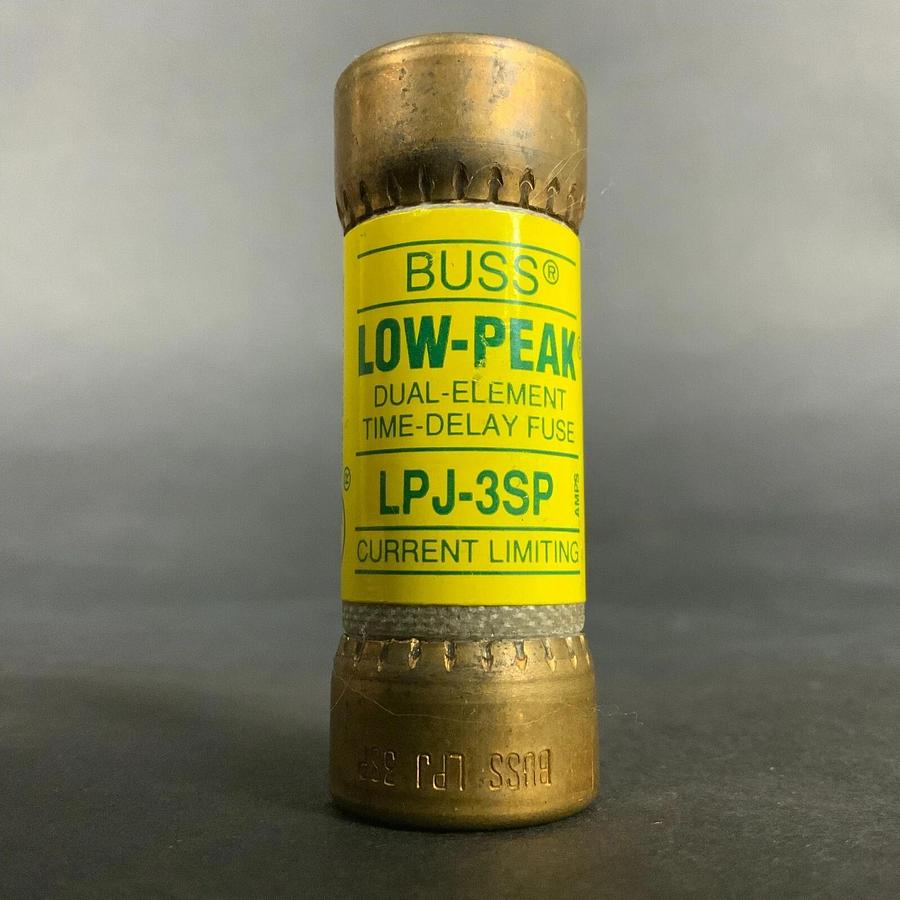 BUSS®
LOW-PEAK®
DUAL-ELEMENT
TIME-DELAY FUSE
LPJ-3SP
AMPS
CURRENT LIMITING
®
BUSS LPJ 3SP